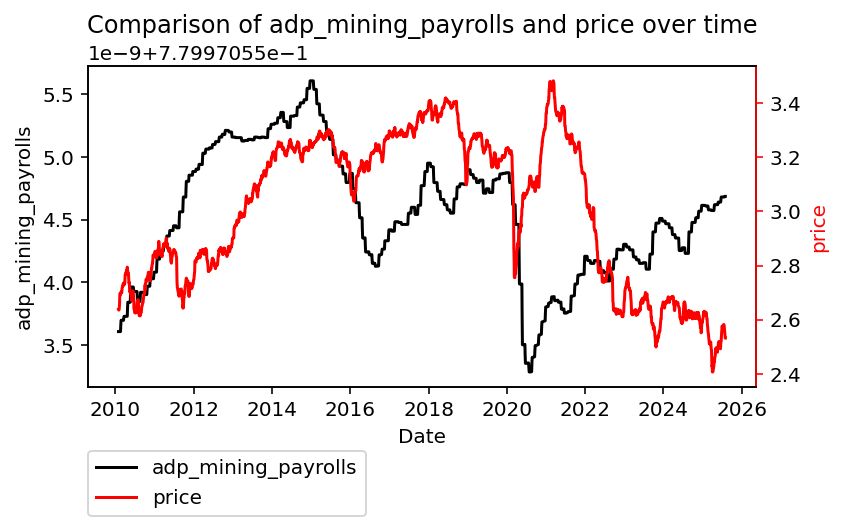 Comparison of adp_mining_payrolls and price over time
1e−9+7.7997055e−1
5.5
5.0
4.5
4.0
3.5
adp_mining_payrolls
3.4
3.2
3.0
2.8
2.6
2.4
price
2010 2012 2014 2016 2018 2020 2022 2024 2026
Date
adp_mining_payrolls
price